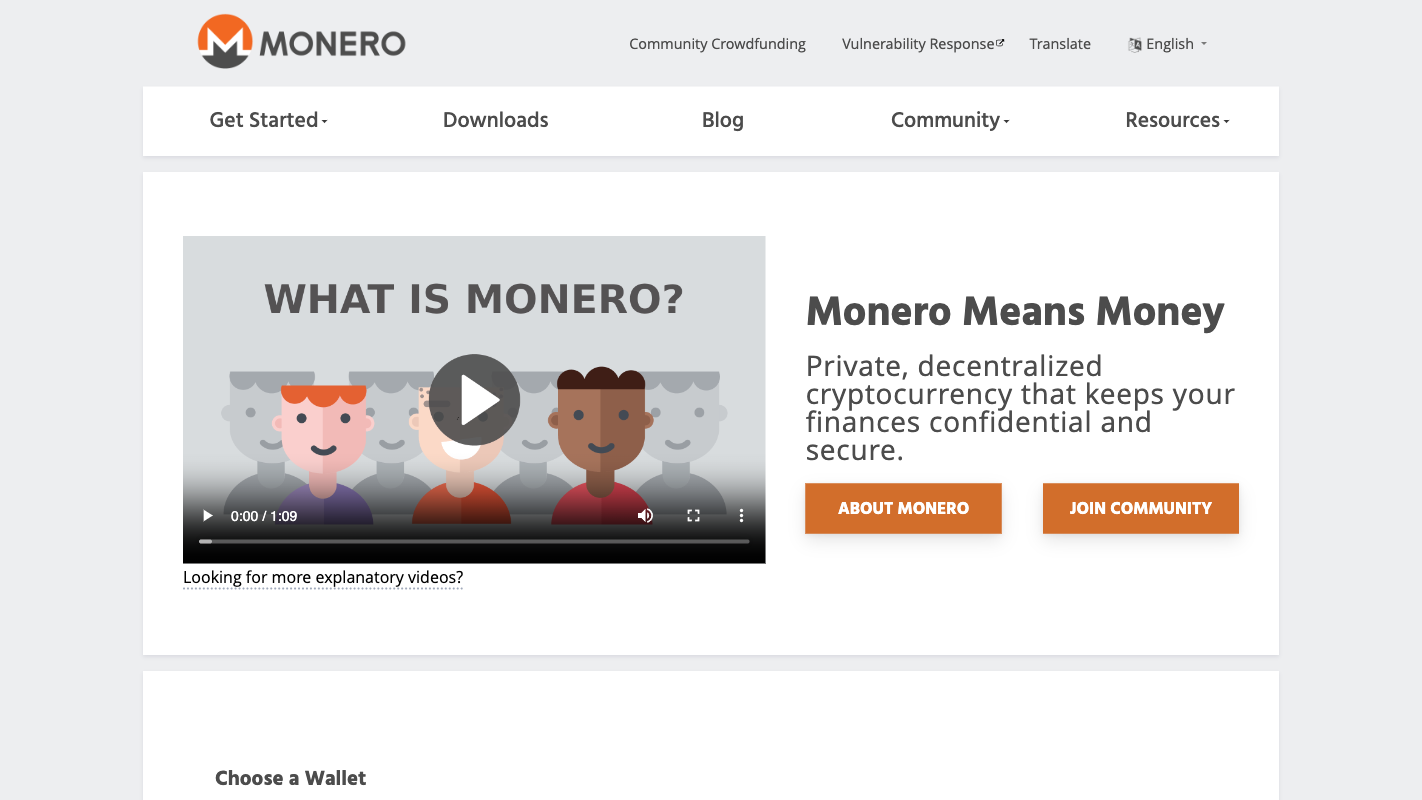 MONERO
Community Crowdfunding
Vulnerability Response
Translate
English
Get Started
Downloads
Blog
Community
Resources
WHAT IS MONERO?
0:00 / 1:09
Looking for more explanatory videos?
Monero Means Money
Private, decentralized
cryptocurrency that keeps your
finances confidential and
secure.
ABOUT MONERO
JOIN COMMUNITY
Choose a Wallet